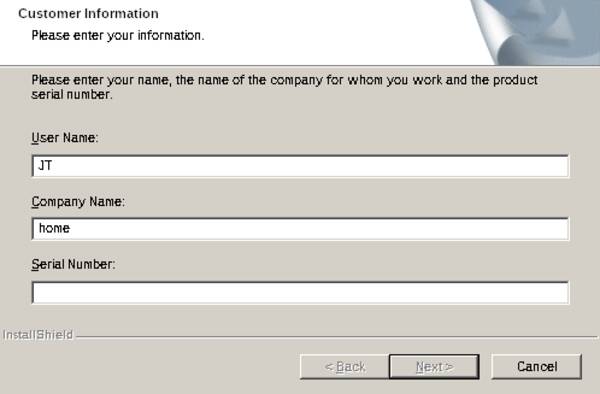 Customer Information
Please enter your information.
Please enter your name, the name of the company for whom you work and the product
serial number.
User Name:
JT
Company Name:
home
Serial Number:
InstallShield
< Back
Next >
Cancel